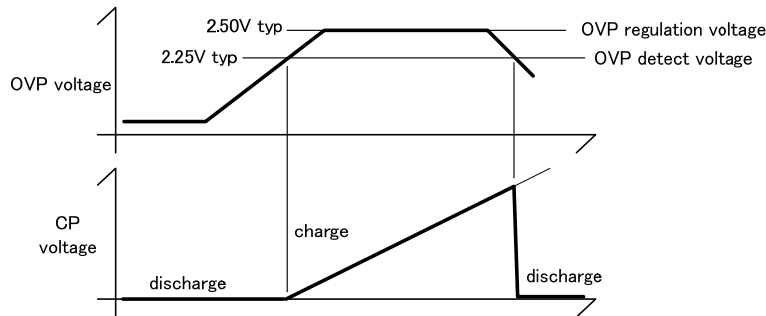 2.50V typ
OVP regulation voltage
2.25V typ
OVP detect voltage
OVP voltage
CP
voltage
charge
discharge
discharge